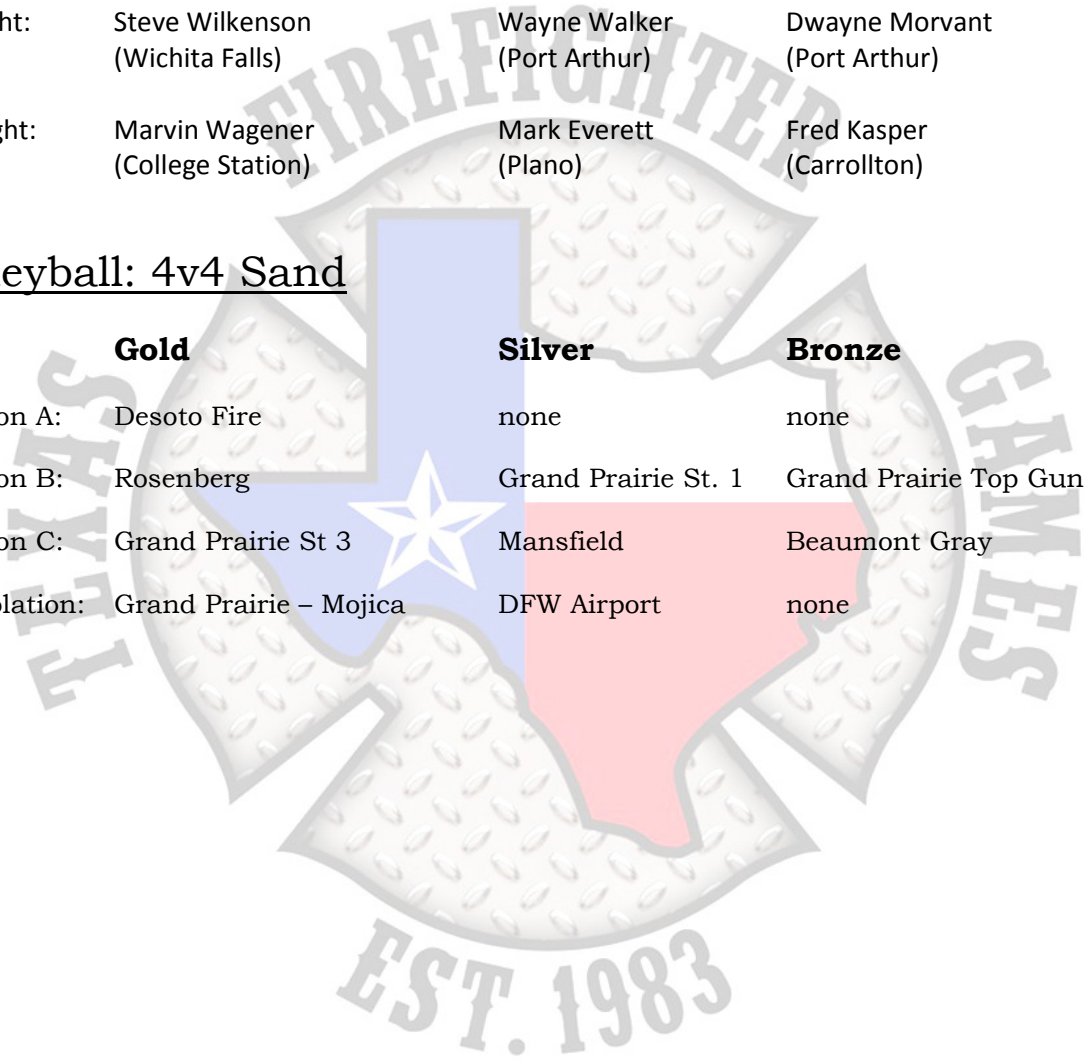 ht: Steve Wilkenson Wayne Walker Dwayne Morvant
(Wichita Falls) (Port Arthur) (Port Arthur)
ght: Marvin Wagener Mark Everett Fred Kasper
(College Station) (Plano) (Carrollton)
eyball: 4v4 Sand
Gold Silver Bronze
on A: Desoto Fire none none
on B: Rosenberg Grand Prairie St. 1 Grand Prairie Top Gun
on C: Grand Prairie St 3 Mansfield Beaumont Gray
olation: Grand Prairie – Mojica DFW Airport none
TEXAS
FIREFIGHTER
GAMES
EST. 1983